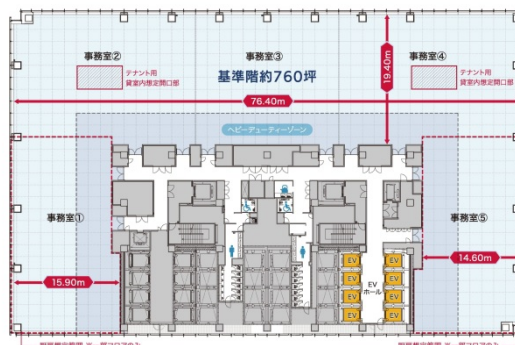 事務室②
事務室③
事務室④
テナント用
貸室内想定開口部
基準階約760坪
19.40m
テナント用
貸室内想定開口部
76.40m
ヘビーデューティーゾーン
事務室①
事務室⑤
15.90m
14.60m
EV
EV
EV
EV
EV
EV
EV
EV
EV
ホール